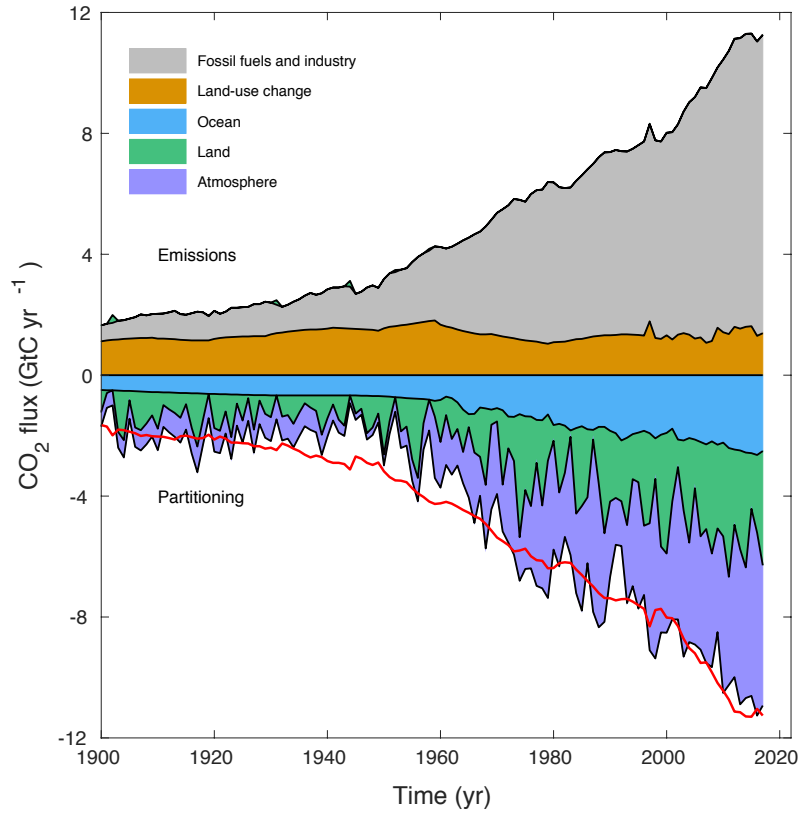 12
8
4
0
-4
-8
-12
CO2 flux (GtC yr -1)
Fossil fuels and industry
Land-use change
Ocean
Land
Atmosphere
Emissions
Partitioning
1900 1920 1940 1960 1980 2000 2020
Time (yr)